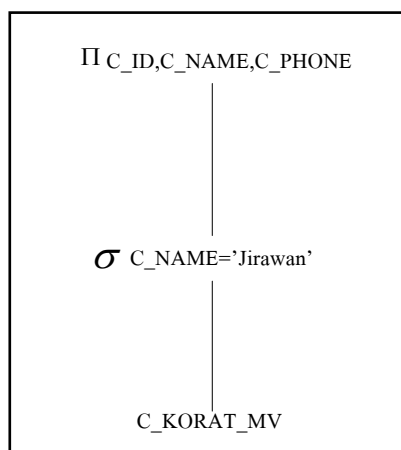 Π C_ID,C_NAME,C_PHONE
σ C_NAME=’Jirawan’
C_KORAT_MV